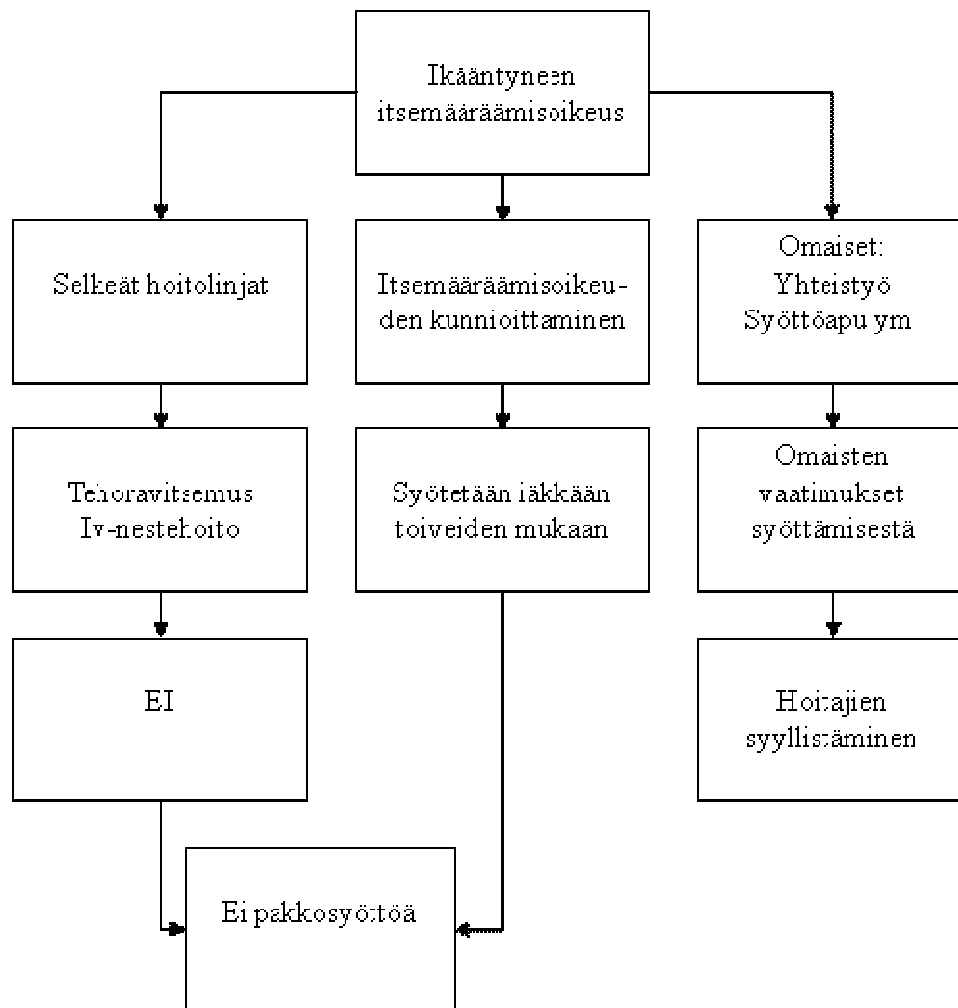 Ikääntyneen
itsemääräämisoikeus
Selkeät hoitolinjat
Itsemääräämisoikeu-
den kunnioittaminen
Omaiset:
Yhteistyö
Syöttöapu ym
Tehoravitsemus
Iv-nestehoito
Syötetään iäkkään
toiveiden mukaan
Omaisten
vaatimukset
syöttämisestä
EI
Hoitajien
syyllistäminen
Ei pakkosyöttöä